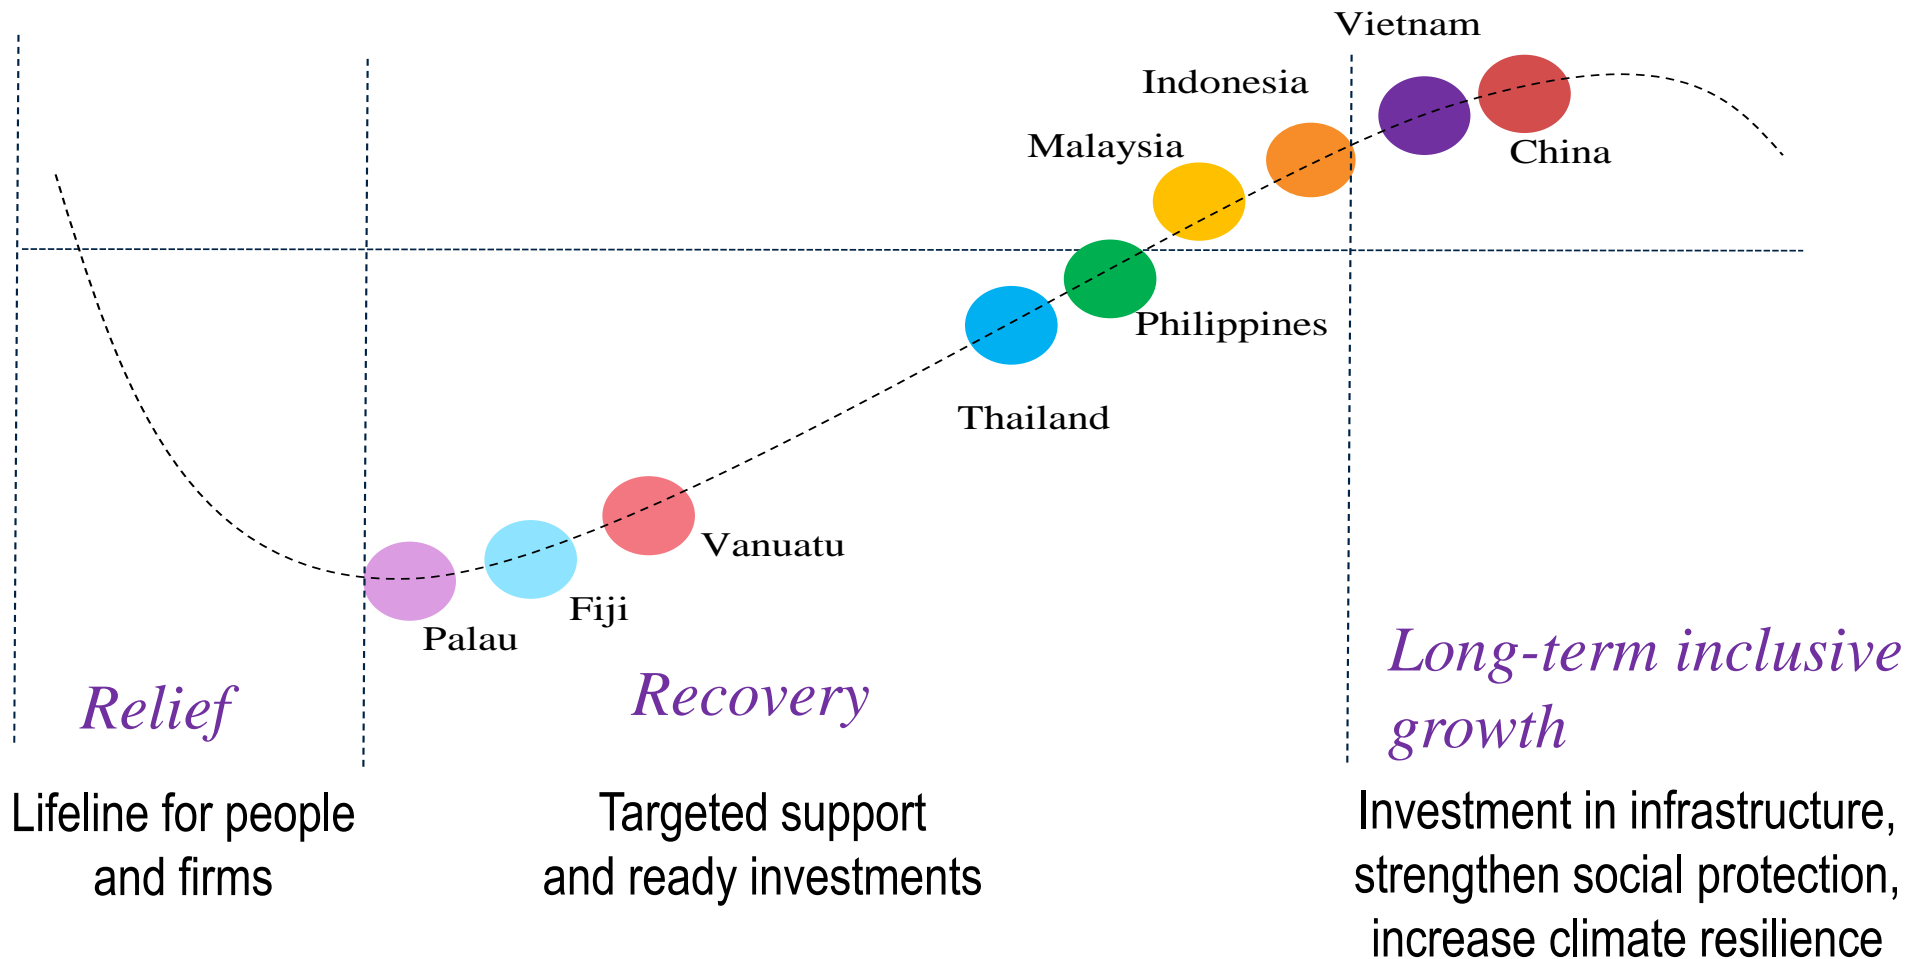 Vietnam
Indonesia
Malaysia
China
Philippines
Thailand
Vanuatu
Fiji
Palau
Relief
Recovery
Long-term inclusive
growth
Lifeline for people
and firms
Targeted support
and ready investments
Investment in infrastructure,
strengthen social protection,
increase climate resilience